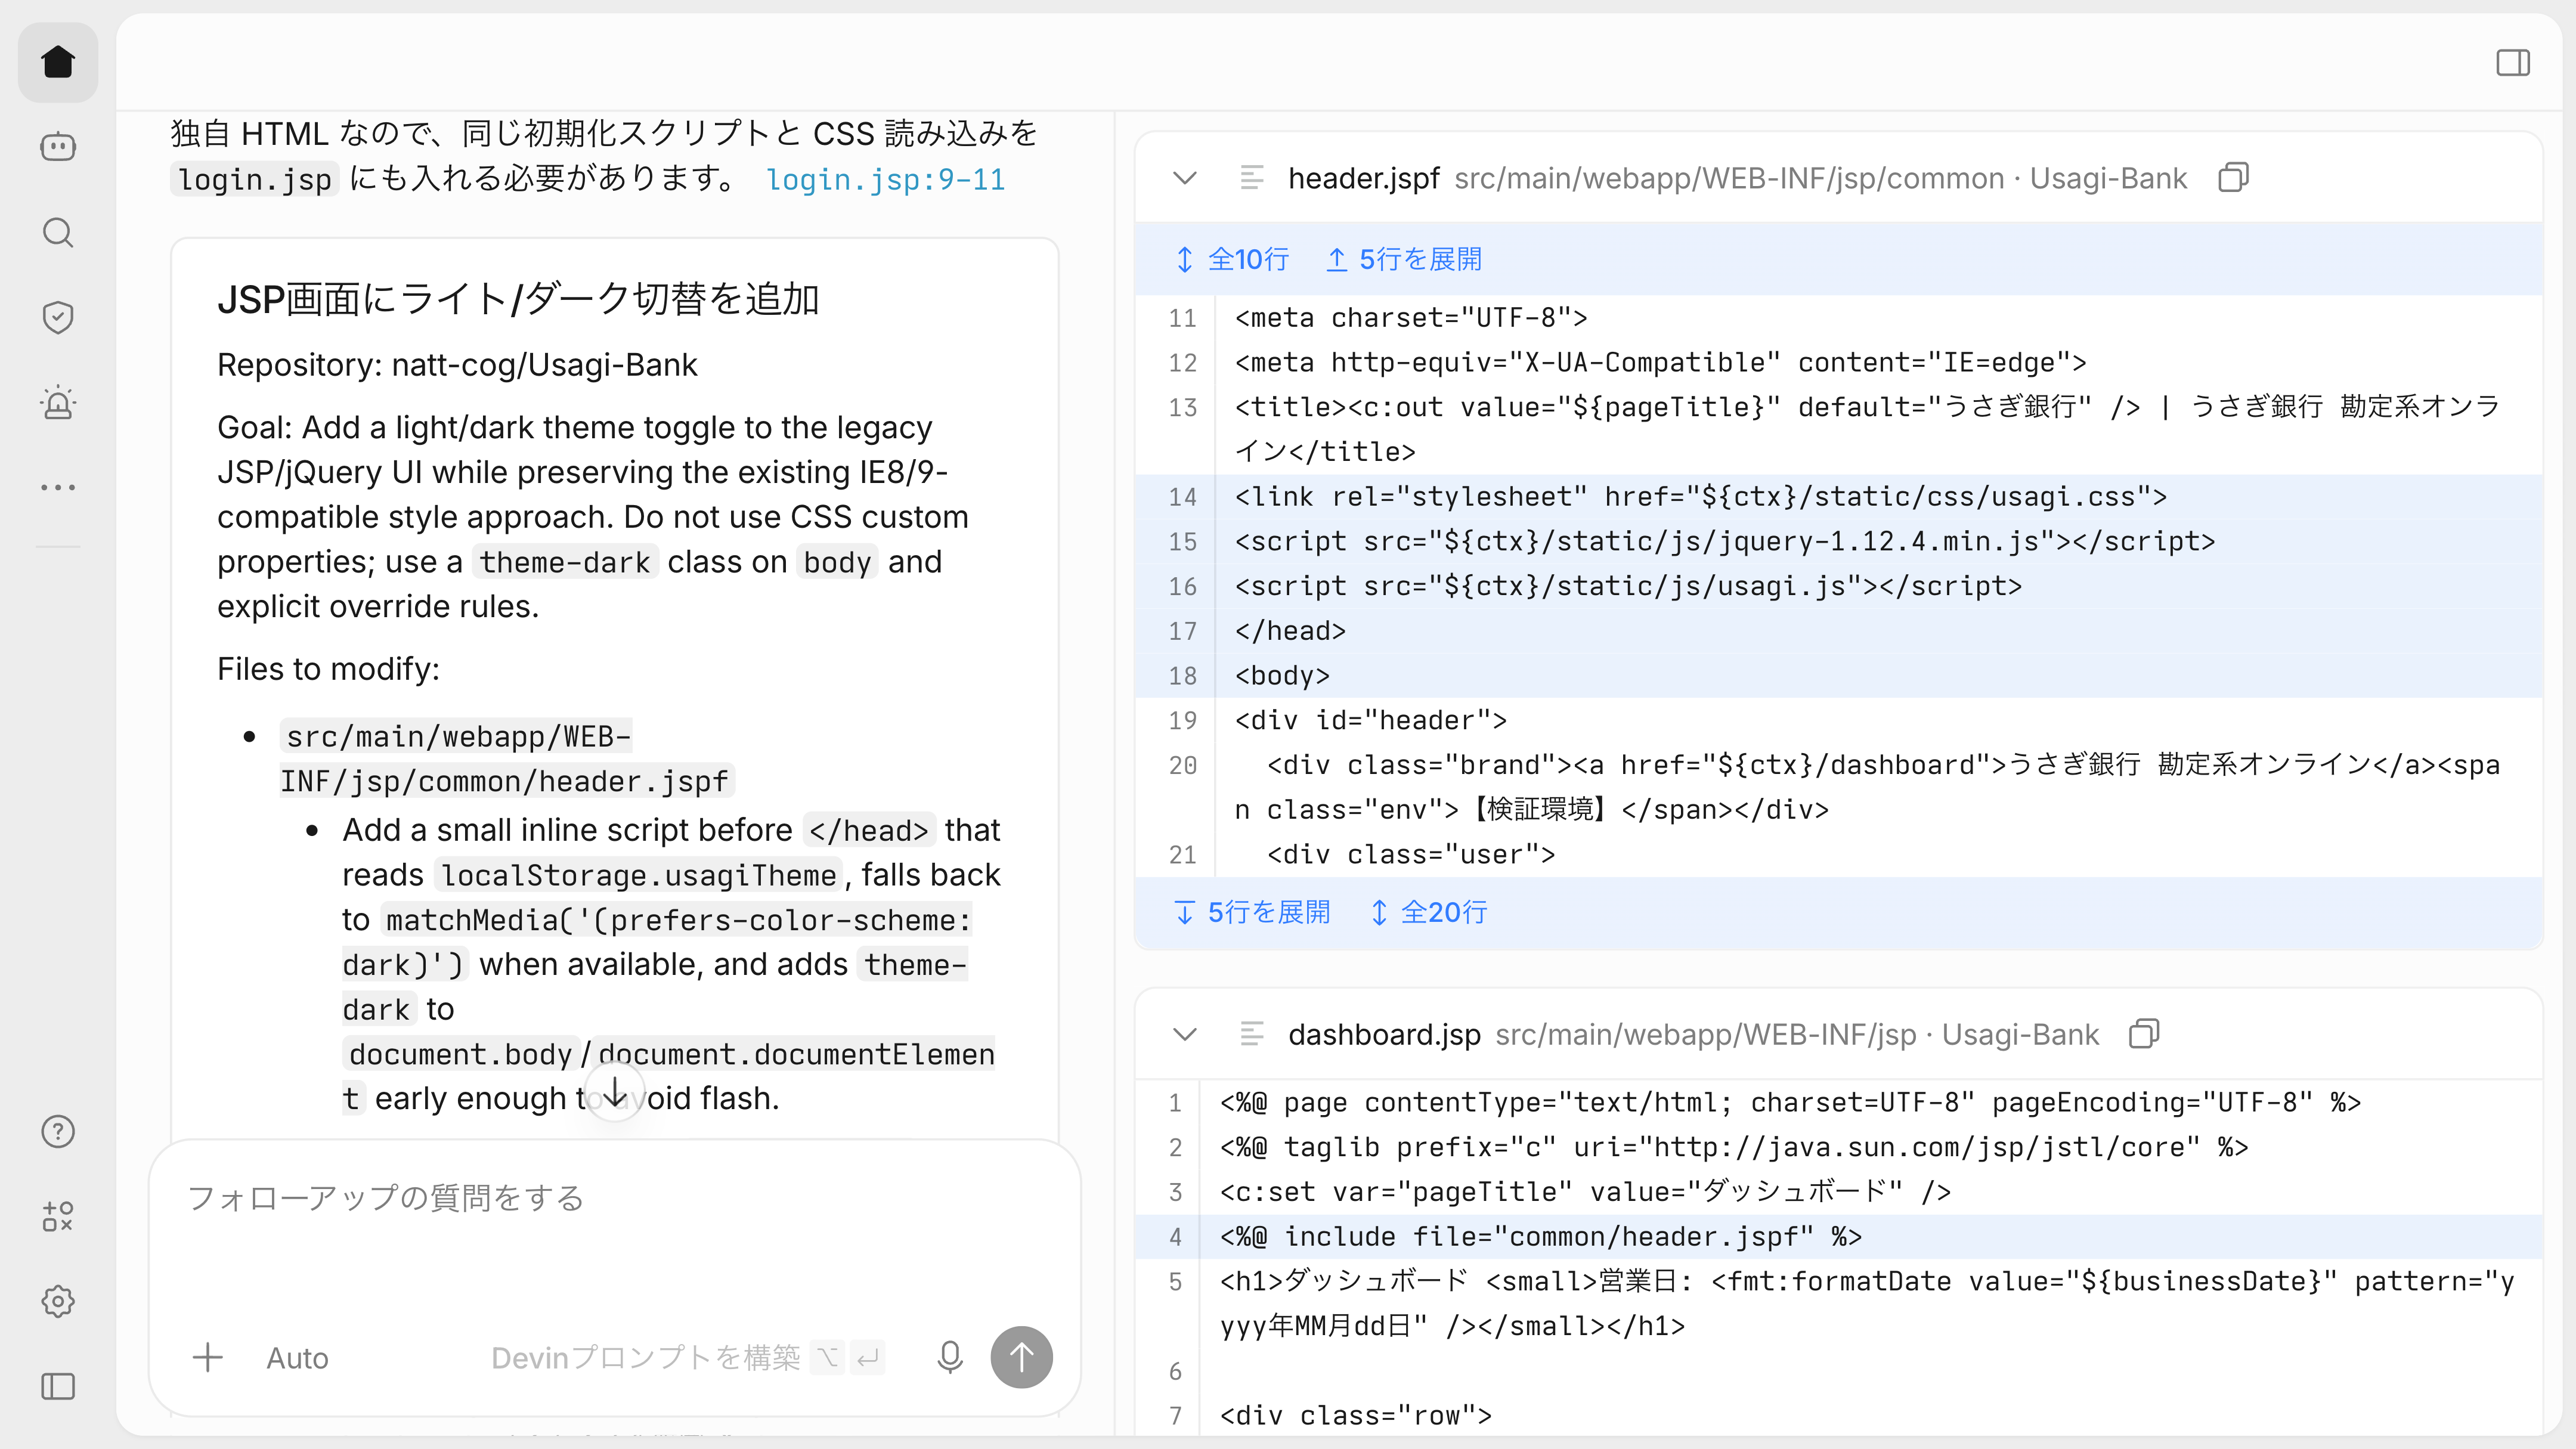 独自 HTML なので、同じ初期化スクリプトと CSS 読み込みを
login.jsp にも入れる必要があります。 login.jsp:9-11
JSP画面にライト/ダーク切替を追加
Repository: natt-cog/Usagi-Bank
Goal: Add a light/dark theme toggle to the legacy
JSP/jQuery UI while preserving the existing IE8/9-
compatible style approach. Do not use CSS custom
properties; use a theme-dark class on body and
explicit override rules.
Files to modify:
src/main/webapp/WEB-
INF/jsp/common/header.jspf
Add a small inline script before </head> that
reads localStorage.usagiTheme, falls back
to matchMedia('(prefers-color-scheme:
dark)') when available, and adds theme-
dark to
document.body/document.documentElemen
t early enough to avoid flash.
フォローアップの質問をする
Auto Devinプロンプトを構築 ⌥ ↵
header.jspf src/main/webapp/WEB-INF/jsp/common · Usagi-Bank
全10行 5行を展開
11 <meta charset="UTF-8">
12 <meta http-equiv="X-UA-Compatible" content="IE=edge">
13 <title><c:out value="${pageTitle}" default="うさぎ銀行" /> | うさぎ銀行 勘定系オンラ
イン</title>
14 <link rel="stylesheet" href="${ctx}/static/css/usagi.css">
15 <script src="${ctx}/static/js/jquery-1.12.4.min.js"></script>
16 <script src="${ctx}/static/js/usagi.js"></script>
17 </head>
18 <body>
19 <div id="header">
20 <div class="brand"><a href="${ctx}/dashboard">うさぎ銀行 勘定系オンライン</a><spa
n class="env">【検証環境】</span></div>
21 <div class="user">
5行を展開 全20行
dashboard.jsp src/main/webapp/WEB-INF/jsp · Usagi-Bank
1 <%@ page contentType="text/html; charset=UTF-8" pageEncoding="UTF-8" %>
2 <%@ taglib prefix="c" uri="http://java.sun.com/jsp/jstl/core" %>
3 <c:set var="pageTitle" value="ダッシュボード" />
4 <%@ include file="common/header.jspf" %>
5 <h1>ダッシュボード <small>営業日: <fmt:formatDate value="${businessDate}" pattern="y
yyy年MM月dd日" /></small></h1>
6
7 <div class="row">